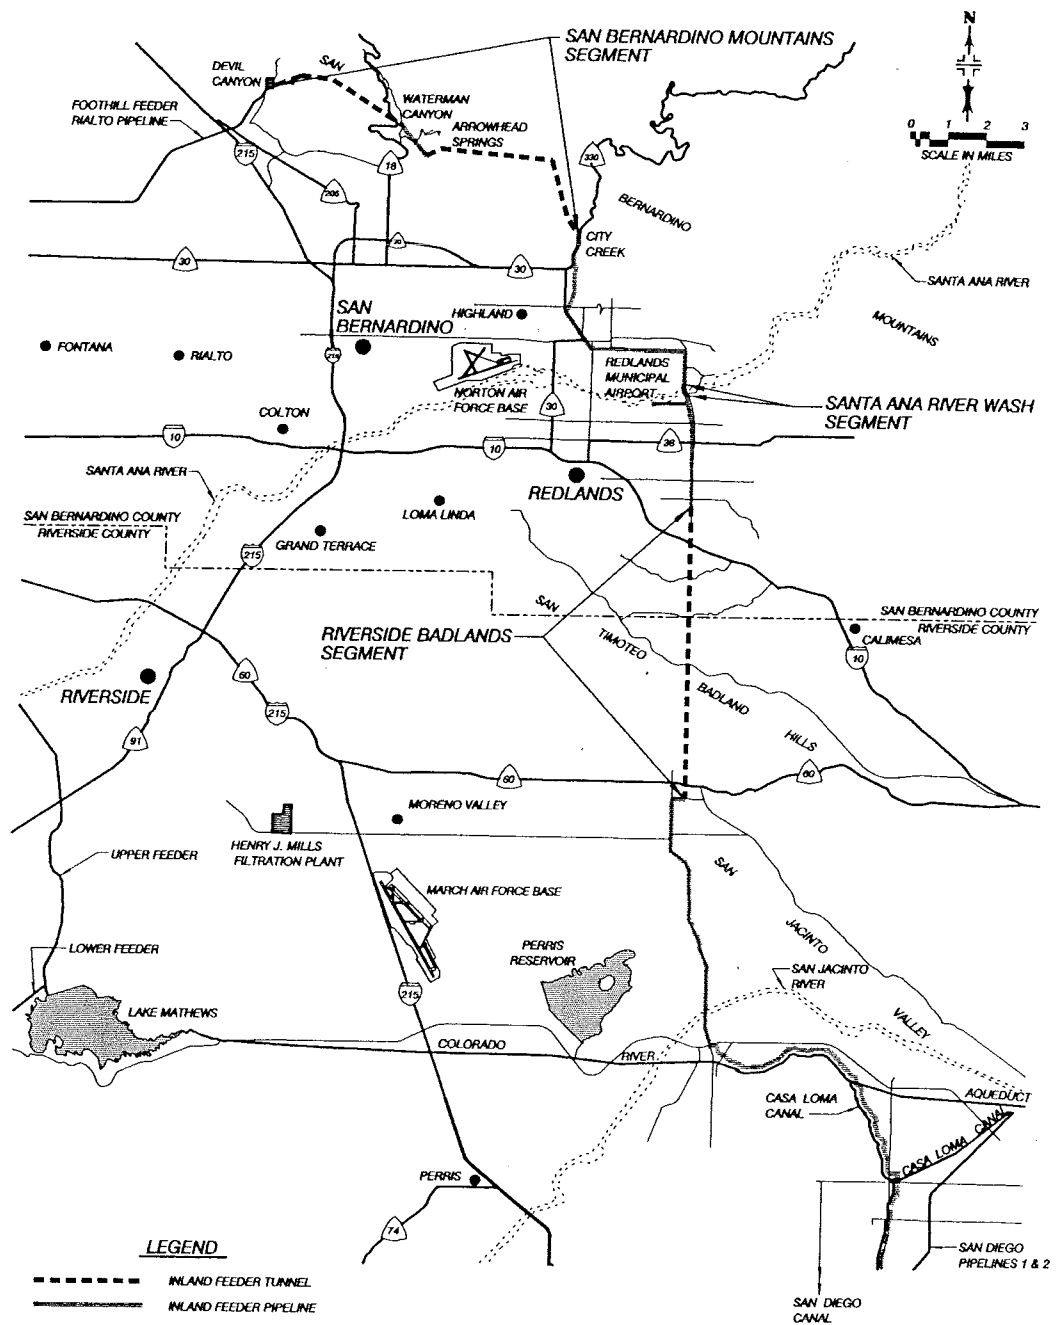 SAN BERNARDINO MOUNTAINS
SEGMENT
N
DEVIL
CANYON
SAN
WATERMAN
CANYON
FOOTHILL FEEDER
RIALTO PIPELINE
ARROWHEAD
SPRINGS
0 1 2 3
SCALE IN MILES
215
18
330
206
BERNARDINO
CITY
CREEK
30
30
30
SANTA ANA RIVER
MOUNTAINS
SAN
BERNARDINO
HIGHLAND
FONTANA
RIALTO
215
REDLANDS
MUNICIPAL
AIRPORT
NORTON AIR
FORCE BASE
30
SANTA ANA RIVER WASH
SEGMENT
COLTON
10
10
38
SANTA ANA RIVER
REDLANDS
LOMA LINDA
SAN BERNARDINO COUNTY
RIVERSIDE COUNTY
GRAND TERRACE
215
SAN
SAN BERNARDINO COUNTY
RIVERSIDE COUNTY
CALIMESA
10
RIVERSIDE BADLANDS
SEGMENT
TIMOTEO
BADLAND
HILLS
60
RIVERSIDE
215
91
60
60
MORENO VALLEY
HENRY J. MILLS
FILTRATION PLANT
UPPER FEEDER
SAN
MARCH AIR FORCE BASE
JACINTO
LOWER FEEDER
PERRIS
RESERVOIR
SAN JACINTO
RIVER
215
LAKE MATHEWS
VALLEY
COLORADO
RIVER
AQUEDUCT
CASA LOMA
CANAL
CASA LOMA CANAL
PERRIS
74
LEGEND
INLAND FEEDER TUNNEL
INLAND FEEDER PIPELINE
SAN DIEGO
PIPELINES 1 & 2
SAN DIEGO
CANAL